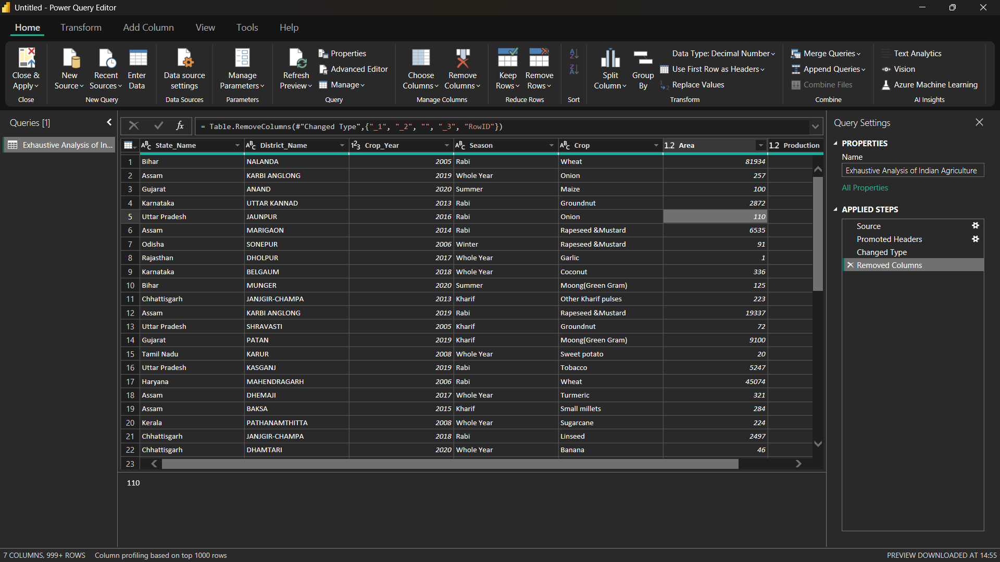 Untitled - Power Query Editor
Home Transform Add Column View Tools Help
Close & Apply
Close
New Source
Recent Sources
Enter Data
New Query
Data source settings
Data Sources
Manage Parameters
Parameters
Refresh Preview
Properties
Advanced Editor
Manage
Query
Choose Columns
Remove Columns
Manage Columns
Keep Rows
Remove Rows
Reduce Rows
Sort
Split Column
Group By
Data Type: Decimal Number
Use First Row as Headers
Replace Values
Transform
Merge Queries
Append Queries
Combine Files
Combine
Text Analytics
Vision
Azure Machine Learning
AI Insights
Queries [1]
Exhaustive Analysis of In...
fx = Table.RemoveColumns(#"Changed Type",{"_1", "_2", "", "_3", "RowID"})
ABC State_Name ABC District_Name 123 Crop_Year ABC Season ABC Crop 1.2 Area 1.2 Production
1 Bihar NALANDA 2005 Rabi Wheat 81934
2 Assam KARBI ANGLONG 2019 Whole Year Onion 257
3 Gujarat ANAND 2020 Summer Maize 100
4 Karnataka UTTAR KANNAD 2013 Rabi Groundnut 2872
5 Uttar Pradesh JAUNPUR 2016 Rabi Onion 110
6 Assam MARIGAON 2014 Rabi Rapeseed &Mustard 6535
7 Odisha SONEPUR 2006 Winter Rapeseed &Mustard 91
8 Rajasthan DHOLPUR 2017 Whole Year Garlic 1
9 Karnataka BELGAUM 2018 Whole Year Coconut 336
10 Bihar MUNGER 2020 Summer Moong(Green Gram) 125
11 Chhattisgarh JANJGIR-CHAMPA 2013 Kharif Other Kharif pulses 223
12 Assam KARBI ANGLONG 2019 Rabi Rapeseed &Mustard 19337
13 Uttar Pradesh SHRAVASTI 2005 Kharif Groundnut 72
14 Gujarat PATAN 2019 Kharif Moong(Green Gram) 9100
15 Tamil Nadu KARUR 2008 Whole Year Sweet potato 20
16 Uttar Pradesh KASGANJ 2019 Rabi Tobacco 5247
17 Haryana MAHENDRAGARH 2006 Rabi Wheat 45074
18 Assam DHEMAJI 2017 Whole Year Turmeric 321
19 Assam BAKSA 2015 Kharif Small millets 284
20 Kerala PATHANAMTHITTA 2008 Whole Year Sugarcane 224
21 Chhattisgarh JANJGIR-CHAMPA 2018 Rabi Linseed 2497
22 Chhattisgarh DHAMTARI 2020 Whole Year Banana 46
23
110
Query Settings
PROPERTIES
Name
Exhaustive Analysis of Indian Agriculture
All Properties
APPLIED STEPS
Source
Promoted Headers
Changed Type
Removed Columns
7 COLUMNS, 999+ ROWS Column profiling based on top 1000 rows
PREVIEW DOWNLOADED AT 14:55